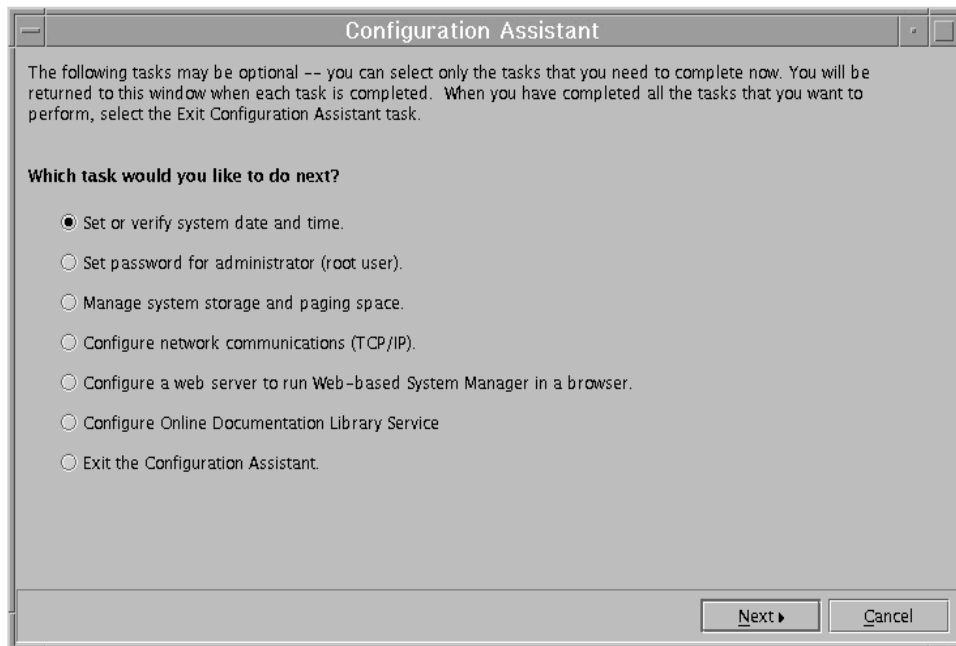 Configuration Assistant
The following tasks may be optional -- you can select only the tasks that you need to complete now. You will be
returned to this window when each task is completed. When you have completed all the tasks that you want to
perform, select the Exit Configuration Assistant task.
Which task would you like to do next?
Set or verify system date and time.
Set password for administrator (root user).
Manage system storage and paging space.
Configure network communications (TCP/IP).
Configure a web server to run Web-based System Manager in a browser.
Configure Online Documentation Library Service
Exit the Configuration Assistant.
Next
Cancel